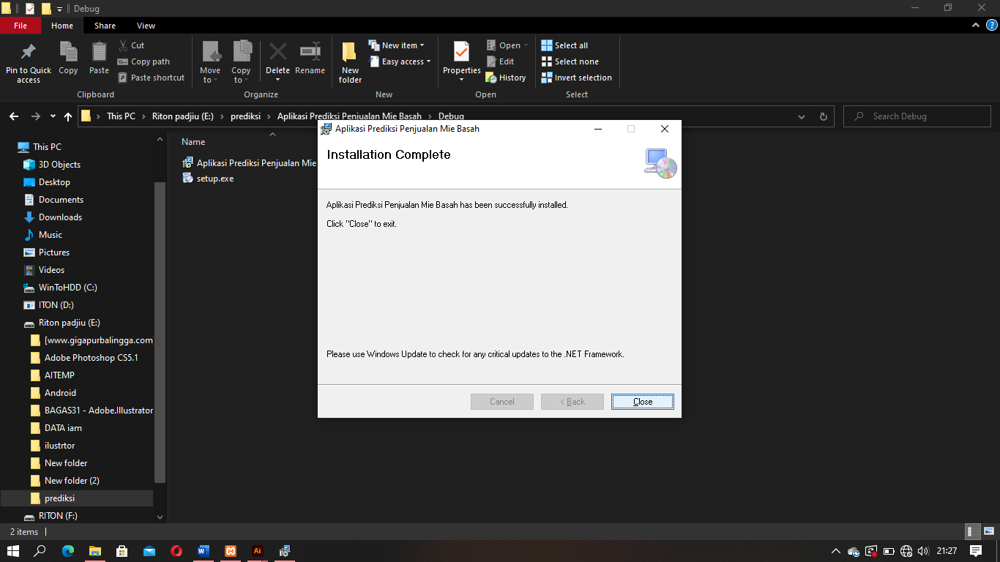 Debug
File Home Share View
Pin to Quick access
Copy
Paste
Cut
Copy path
Paste shortcut
Clipboard
Move to
Copy to
Delete
Rename
Organize
New folder
New item
Easy access
New
Properties
Open
Edit
History
Open
Select all
Select none
Invert selection
Select
This PC > Riton padjiu (E:) > prediksi > Aplikasi Prediksi Penjualan Mie Basah > Debug
Search Debug
This PC
3D Objects
Desktop
Documents
Downloads
Music
Pictures
Videos
WinToHDD (C:)
ITON (D:)
Riton padjiu (E:)
[www.gigapurbalingga.com
Adobe Photoshop CS5.1
AITEMP
Android
BAGAS31 - Adobe.Illustrator
DATA iam
ilustrtor
New folder
New folder (2)
prediksi
RITON (F:)
Name
Aplikasi Prediksi Penjualan Mie
setup.exe
Aplikasi Prediksi Penjualan Mie Basah
Installation Complete
Aplikasi Prediksi Penjualan Mie Basah has been successfully installed.
Click "Close" to exit.
Please use Windows Update to check for any critical updates to the .NET Framework.
Cancel
< Back
Close
2 items
W
Ai
21:27